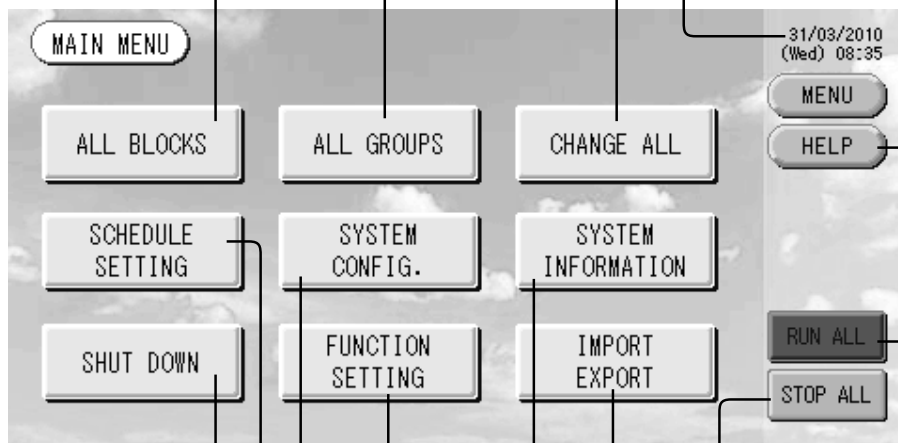 MAIN MENU
31/03/2010
(Wed) 08:35
MENU
HELP
ALL BLOCKS
ALL GROUPS
CHANGE ALL
SCHEDULE
SETTING
SYSTEM
CONFIG.
SYSTEM
INFORMATION
SHUT DOWN
FUNCTION
SETTING
IMPORT
EXPORT
RUN ALL
STOP ALL